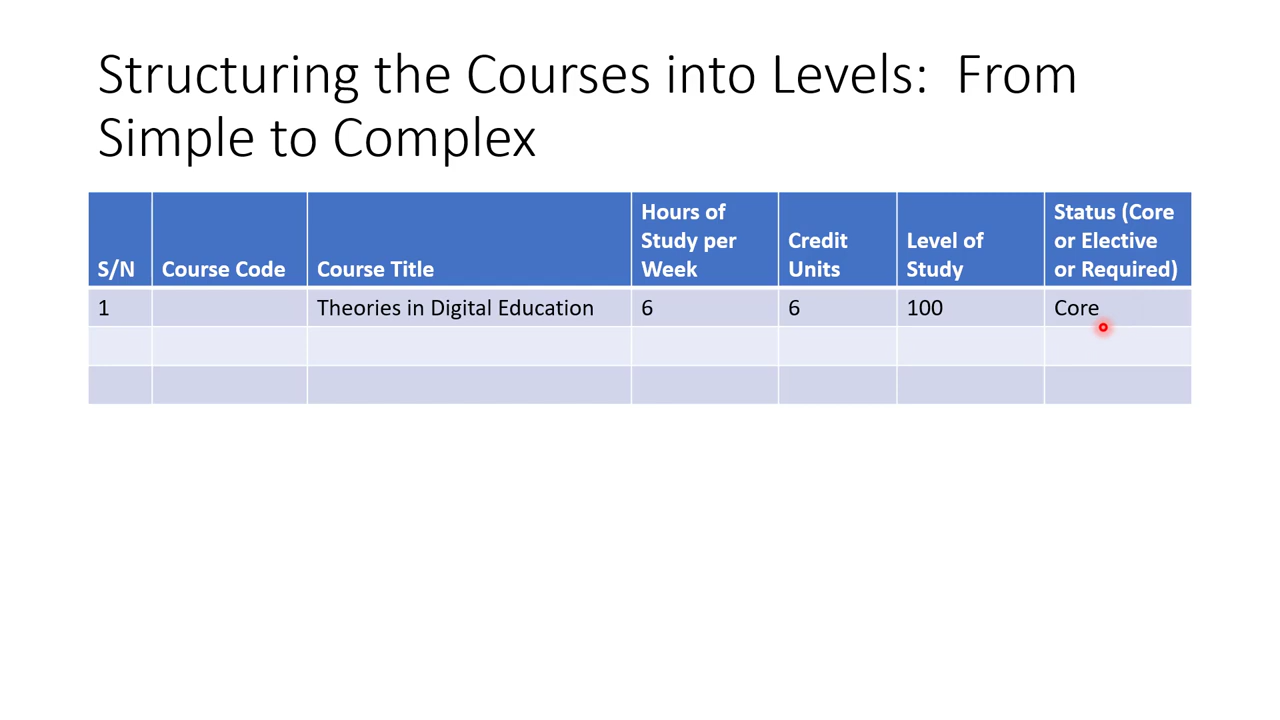 Structuring the Courses into Levels:  From
Simple to Complex
S/N Course Code Course Title Hours of Study per Week Credit Units Level of Study Status (Core or Elective or Required)
1 Theories in Digital Education 6 6 100 Core